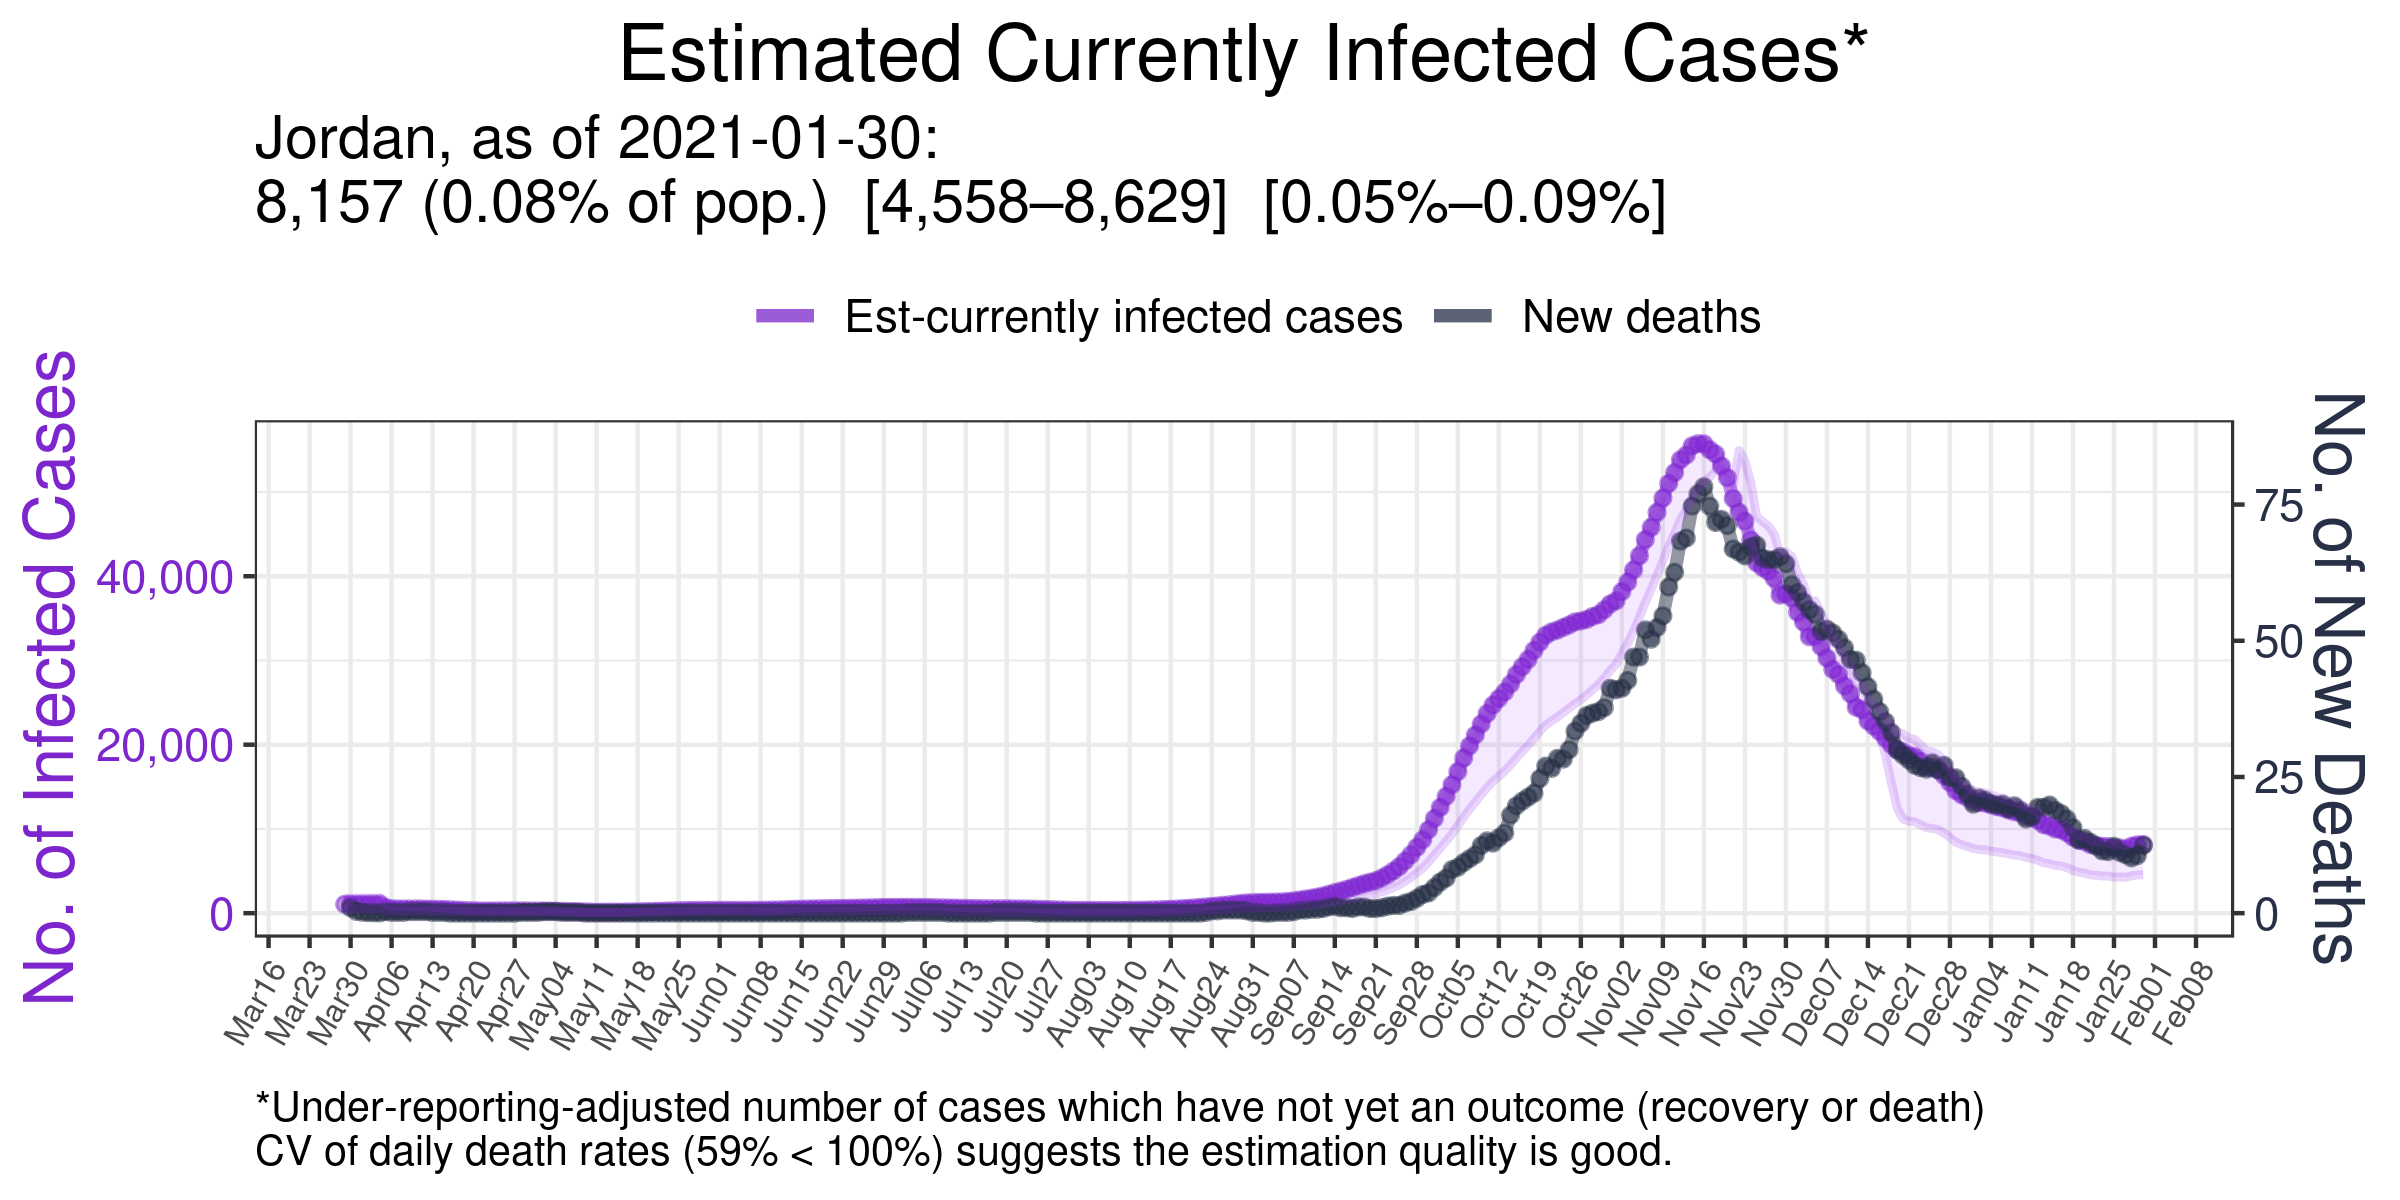 Estimated Currently Infected Cases*
Jordan, as of 2021-01-30:
8,157 (0.08% of pop.)  [4,558–8,629]  [0.05%–0.09%]
Est-currently infected cases
New deaths
No. of Infected Cases
40,000
20,000
0
75
50
25
0
No. of New Deaths
Mar16
Mar23
Mar30
Apr06
Apr13
Apr20
Apr27
May04
May11
May18
May25
Jun01
Jun08
Jun15
Jun22
Jun29
Jul06
Jul13
Jul20
Jul27
Aug03
Aug10
Aug17
Aug24
Aug31
Sep07
Sep14
Sep21
Sep28
Oct05
Oct12
Oct19
Oct26
Nov02
Nov09
Nov16
Nov23
Nov30
Dec07
Dec14
Dec21
Dec28
Jan04
Jan11
Jan18
Jan25
Feb01
Feb08
*Under-reporting-adjusted number of cases which have not yet an outcome (recovery or death)
CV of daily death rates (59% < 100%) suggests the estimation quality is good.